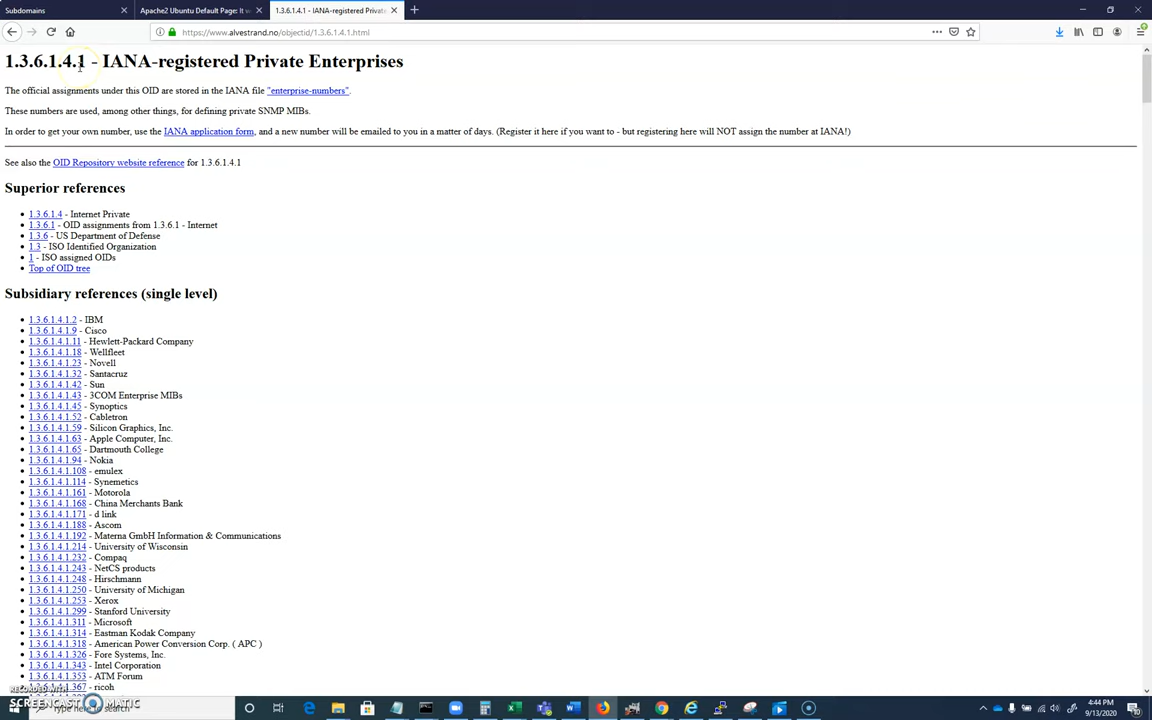 Subdomains
Apache2 Ubuntu Default Page: It w
1.3.6.1.4.1 - IANA-registered Private
https://www.alvestrand.no/objectid/1.3.6.1.4.1.html
1.3.6.1.4.1 - IANA-registered Private Enterprises
The official assignments under this OID are stored in the IANA file "enterprise-numbers".
These numbers are used, among other things, for defining private SNMP MIBs.
In order to get your own number, use the IANA application form, and a new number will be emailed to you in a matter of days. (Register it here if you want to - but registering here will NOT assign the number at IANA!)
See also the OID Repository website reference for 1.3.6.1.4.1
Superior references
1.3.6.1.4 - Internet Private
1.3.6.1 - OID assignments from 1.3.6.1 - Internet
1.3.6 - US Department of Defense
1.3 - ISO Identified Organization
1 - ISO assigned OIDs
Top of OID tree
Subsidiary references (single level)
1.3.6.1.4.1.2 - IBM
1.3.6.1.4.1.9 - Cisco
1.3.6.1.4.1.11 - Hewlett-Packard Company
1.3.6.1.4.1.18 - Wellfleet
1.3.6.1.4.1.23 - Novell
1.3.6.1.4.1.32 - Santacruz
1.3.6.1.4.1.42 - Sun
1.3.6.1.4.1.43 - 3COM Enterprise MIBs
1.3.6.1.4.1.45 - Synoptics
1.3.6.1.4.1.52 - Cabletron
1.3.6.1.4.1.59 - Silicon Graphics, Inc.
1.3.6.1.4.1.63 - Apple Computer, Inc.
1.3.6.1.4.1.65 - Dartmouth College
1.3.6.1.4.1.94 - Nokia
1.3.6.1.4.1.108 - emulex
1.3.6.1.4.1.114 - Synemetics
1.3.6.1.4.1.161 - Motorola
1.3.6.1.4.1.168 - China Merchants Bank
1.3.6.1.4.1.171 - d link
1.3.6.1.4.1.188 - Ascom
1.3.6.1.4.1.192 - Materna GmbH Information & Communications
1.3.6.1.4.1.214 - University of Wisconsin
1.3.6.1.4.1.232 - Compaq
1.3.6.1.4.1.243 - NetCS products
1.3.6.1.4.1.248 - Hirschmann
1.3.6.1.4.1.250 - University of Michigan
1.3.6.1.4.1.253 - Xerox
1.3.6.1.4.1.299 - Stanford University
1.3.6.1.4.1.311 - Microsoft
1.3.6.1.4.1.314 - Eastman Kodak Company
1.3.6.1.4.1.318 - American Power Conversion Corp. ( APC )
1.3.6.1.4.1.326 - Fore Systems, Inc.
1.3.6.1.4.1.343 - Intel Corporation
1.3.6.1.4.1.353 - ATM Forum
1.3.6.1.4.1.367 - ricoh
RECORDED WITH
SCREENCAST MATIC
Type here to search
4:44 PM
9/13/2020